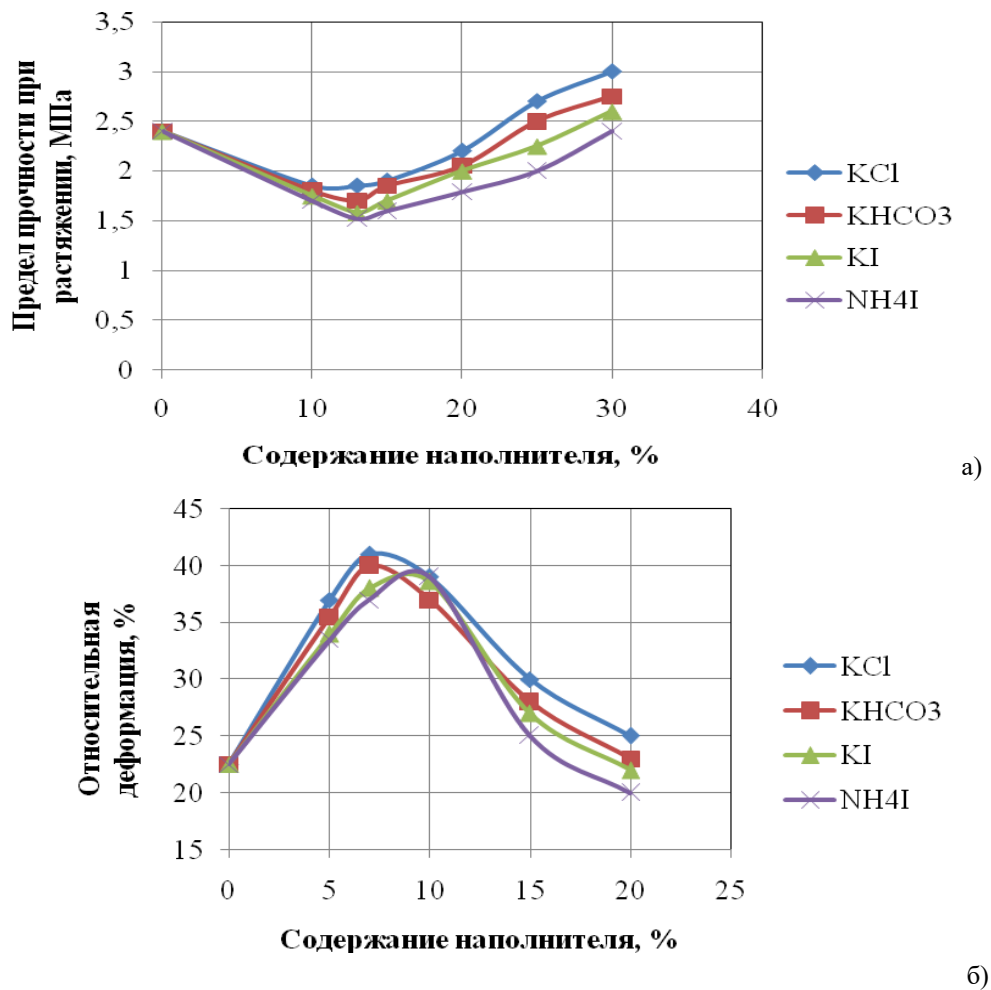 3,5
3
2,5
2
1,5
1
0,5
0
Предел прочности при
растяжении, МПа
0 10 20 30 40
Содержание наполнителя, %
KCl
KHCO3
KI
NH4I
а)
45
40
35
30
25
20
15
Относительная
деформация, %
0 5 10 15 20 25
Содержание наполнителя, %
KCl
KHCO3
KI
NH4I
б)